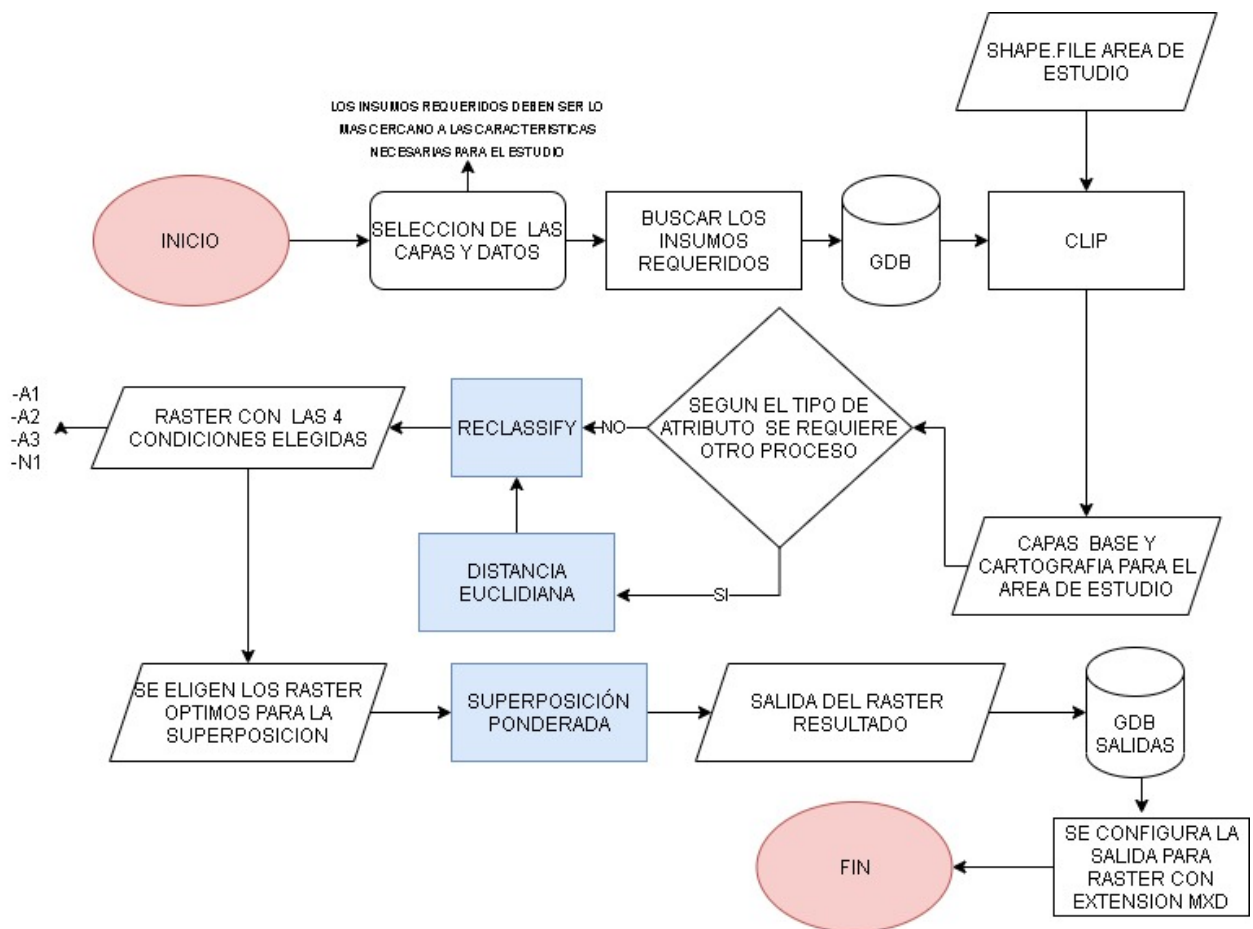 SHAPE.FILE AREA DE
ESTUDIO
LOS INSUMOS REQUERIDOS DEBEN SER LO
MAS CERCANO A LAS CARACTERISTICAS
NECESARIAS PARA EL ESTUDIO
INICIO
SELECCION DE LAS
CAPAS Y DATOS
BUSCAR LOS
INSUMOS
REQUERIDOS
GDB
CLIP
-A1
-A2
-A3
-N1
RASTER CON LAS 4
CONDICIONES ELEGIDAS
RECLASSIFY
NO
SEGUN EL TIPO DE
ATRIBUTO SE REQUIERE
OTRO PROCESO
DISTANCIA
EUCLIDIANA
SI
CAPAS BASE Y
CARTOGRAFIA PARA EL
AREA DE ESTUDIO
SE ELIGEN LOS RASTER
OPTIMOS PARA LA
SUPERPOSICION
SUPERPOSICIÓN
PONDERADA
SALIDA DEL RASTER
RESULTADO
GDB
SALIDAS
FIN
SE CONFIGURA LA
SALIDA PARA
RASTER CON
EXTENSION MXD